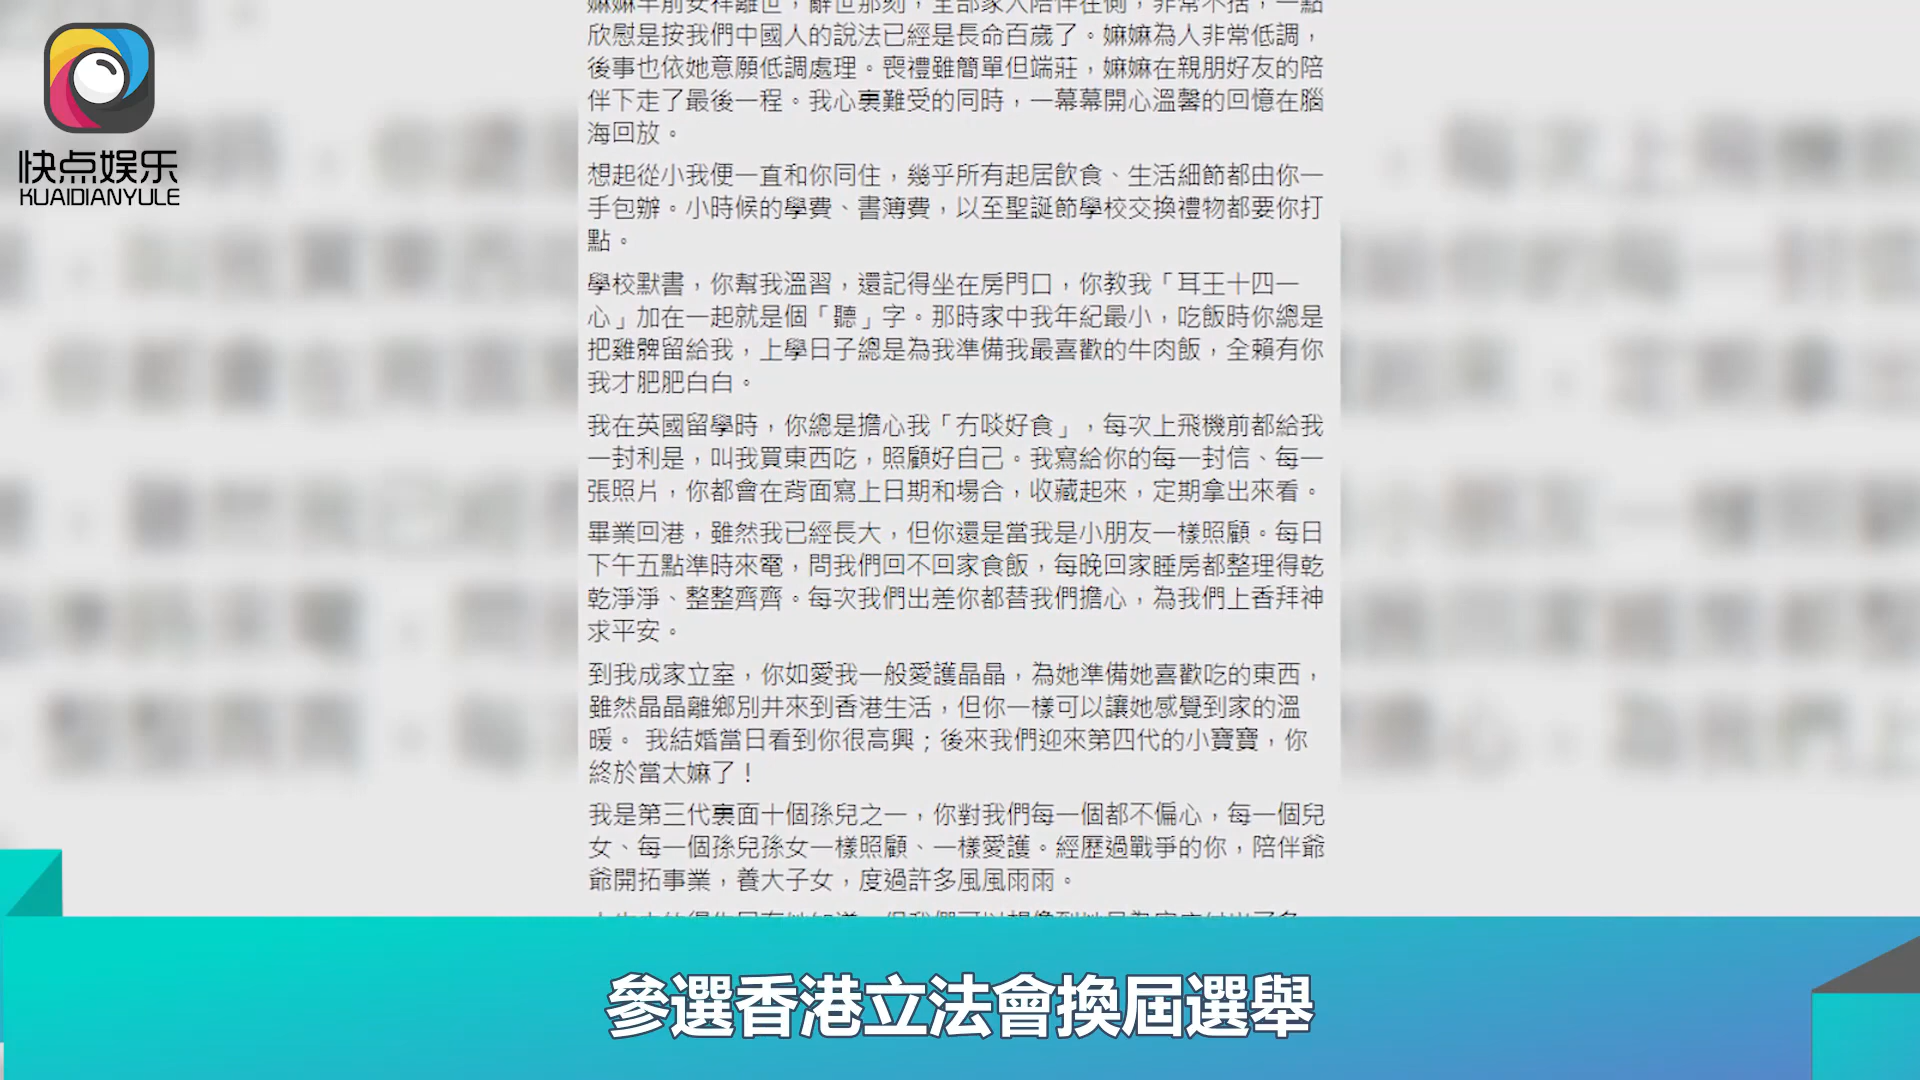 快点娱乐
KUAIDIANYULE
嫲嫲早前安祥離世，辭世那刻，全部家人陪伴在側，非常不捨，一點
欣慰是按我們中國人的說法已經是長命百歲了。嫲嫲為人非常低調，
後事也依她意願低調處理。喪禮雖簡單但端莊，嫲嫲在親朋好友的陪
伴下走了最後一程。我心裏難受的同時，一幕幕開心溫馨的回憶在腦
海回放。
想起從小我便一直和你同住，幾乎所有起居飲食、生活細節都由你一
手包辦。小時候的學費、書簿費，以至聖誕節學校交換禮物都要你打
點。
學校默書，你幫我溫習，還記得坐在房門口，你教我「耳王十四一
心」加在一起就是個「聽」字。那時家中我年紀最小，吃飯時你總是
把雞髀留給我，上學日子總是為我準備我最喜歡的牛肉飯，全賴有你
我才肥肥白白。
我在英國留學時，你總是擔心我「冇啖好食」，每次上飛機前都給我
一封利是，叫我買東西吃，照顧好自己。我寫給你的每一封信、每一
張照片，你都會在背面寫上日期和場合，收藏起來，定期拿出來看。
畢業回港，雖然我已經長大，但你還是當我是小朋友一樣照顧。每日
下午五點準時來電，問我們回不回家食飯，每晚回家睡房都整理得乾
乾淨淨、整整齊齊。每次我們出差你都替我們擔心，為我們上香拜神
求平安。
到我成家立室，你如愛我一般愛護晶晶，為她準備她喜歡吃的東西，
雖然晶晶離鄉別井來到香港生活，但你一樣可以讓她感覺到家的溫
暖。 我結婚當日看到你很高興；後來我們迎來第四代的小寶寶，你
終於當太嫲了！
我是第三代裏面十個孫兒之一，你對我們每一個都不偏心，每一個兒
女、每一個孫兒孫女一樣照顧、一樣愛護。經歷過戰爭的你，陪伴爺
爺開拓事業，養大子女，度過許多風風雨雨。
參選香港立法會換屆選舉